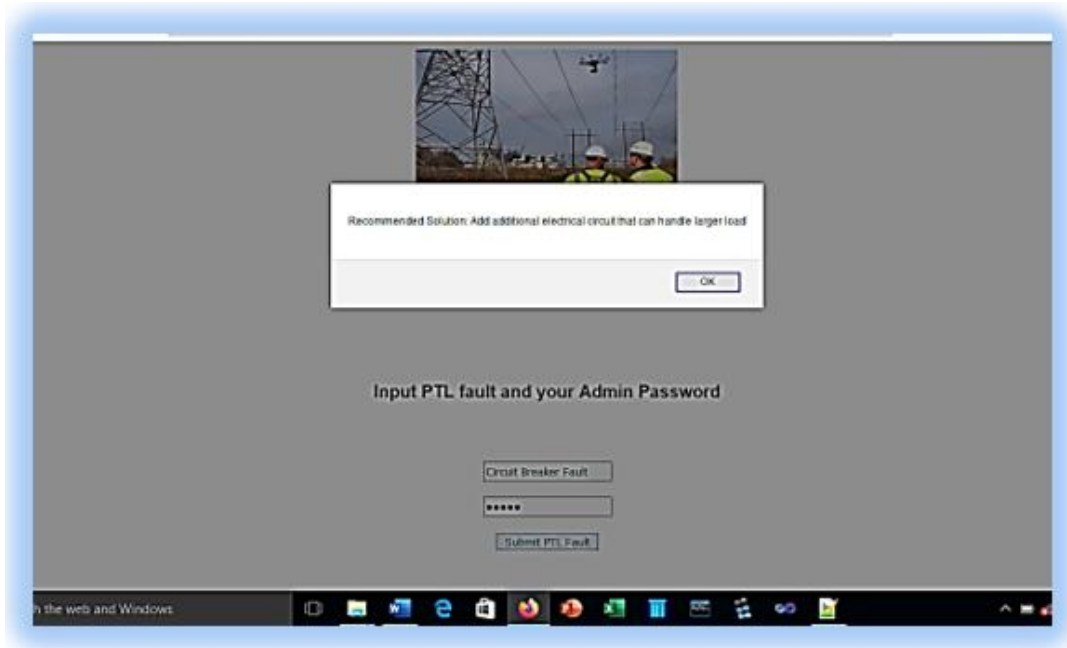 Recommended Solution: Add additional electrical circuit that can handle larger load
OK
Input PTL fault and your Admin Password
Circuit Breaker Fault
•••••
Submit PTL Fault
h the web and Windows